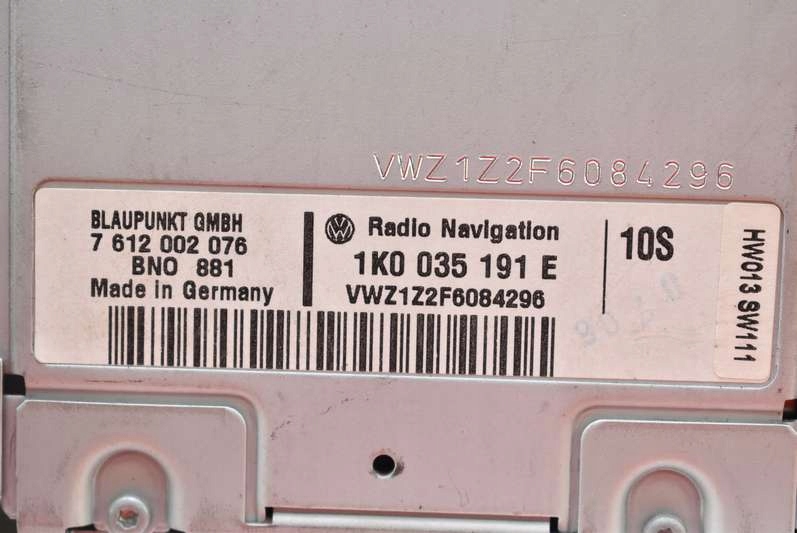 VWZ1Z2F6084296
BLAUPUNKT GMBH
7 612 002 076
BNO 881
Made in Germany
Radio Navigation
1K0 035 191 E
VWZ1Z2F6084296
10S
HW013 SW111